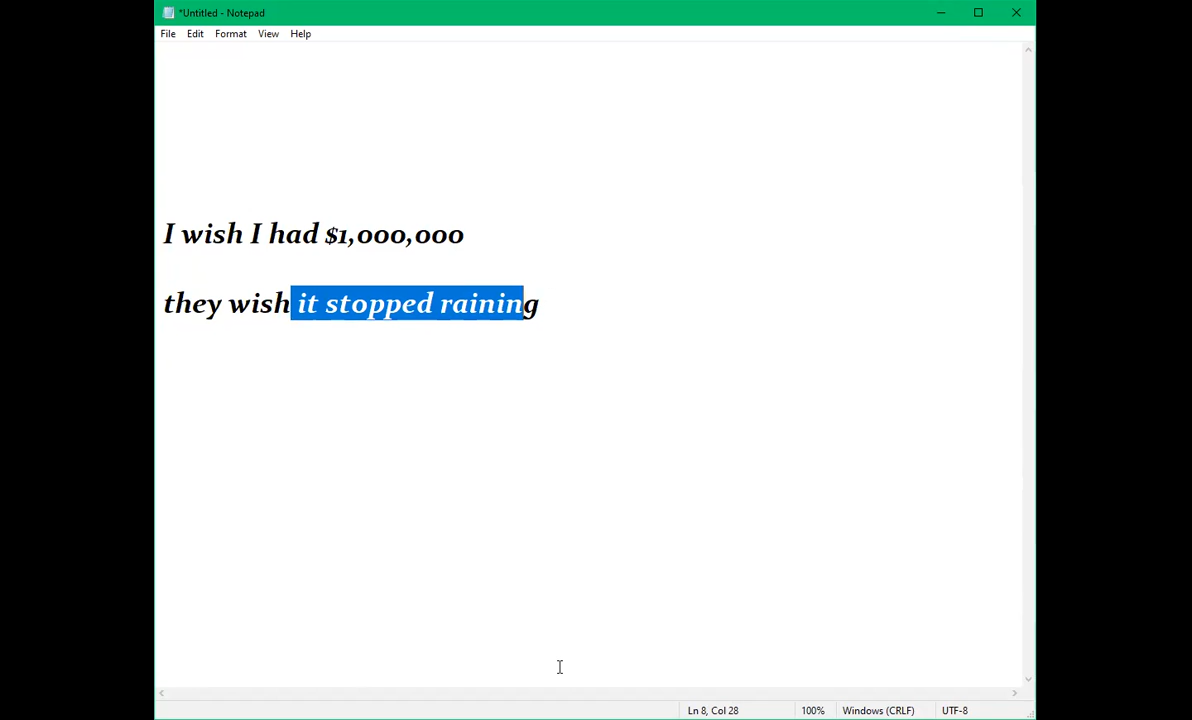 *Untitled - Notepad
File Edit Format View Help
I wish I had $1,000,000
they wish it stopped raining
Ln 8, Col 28 100% Windows (CRLF) UTF-8